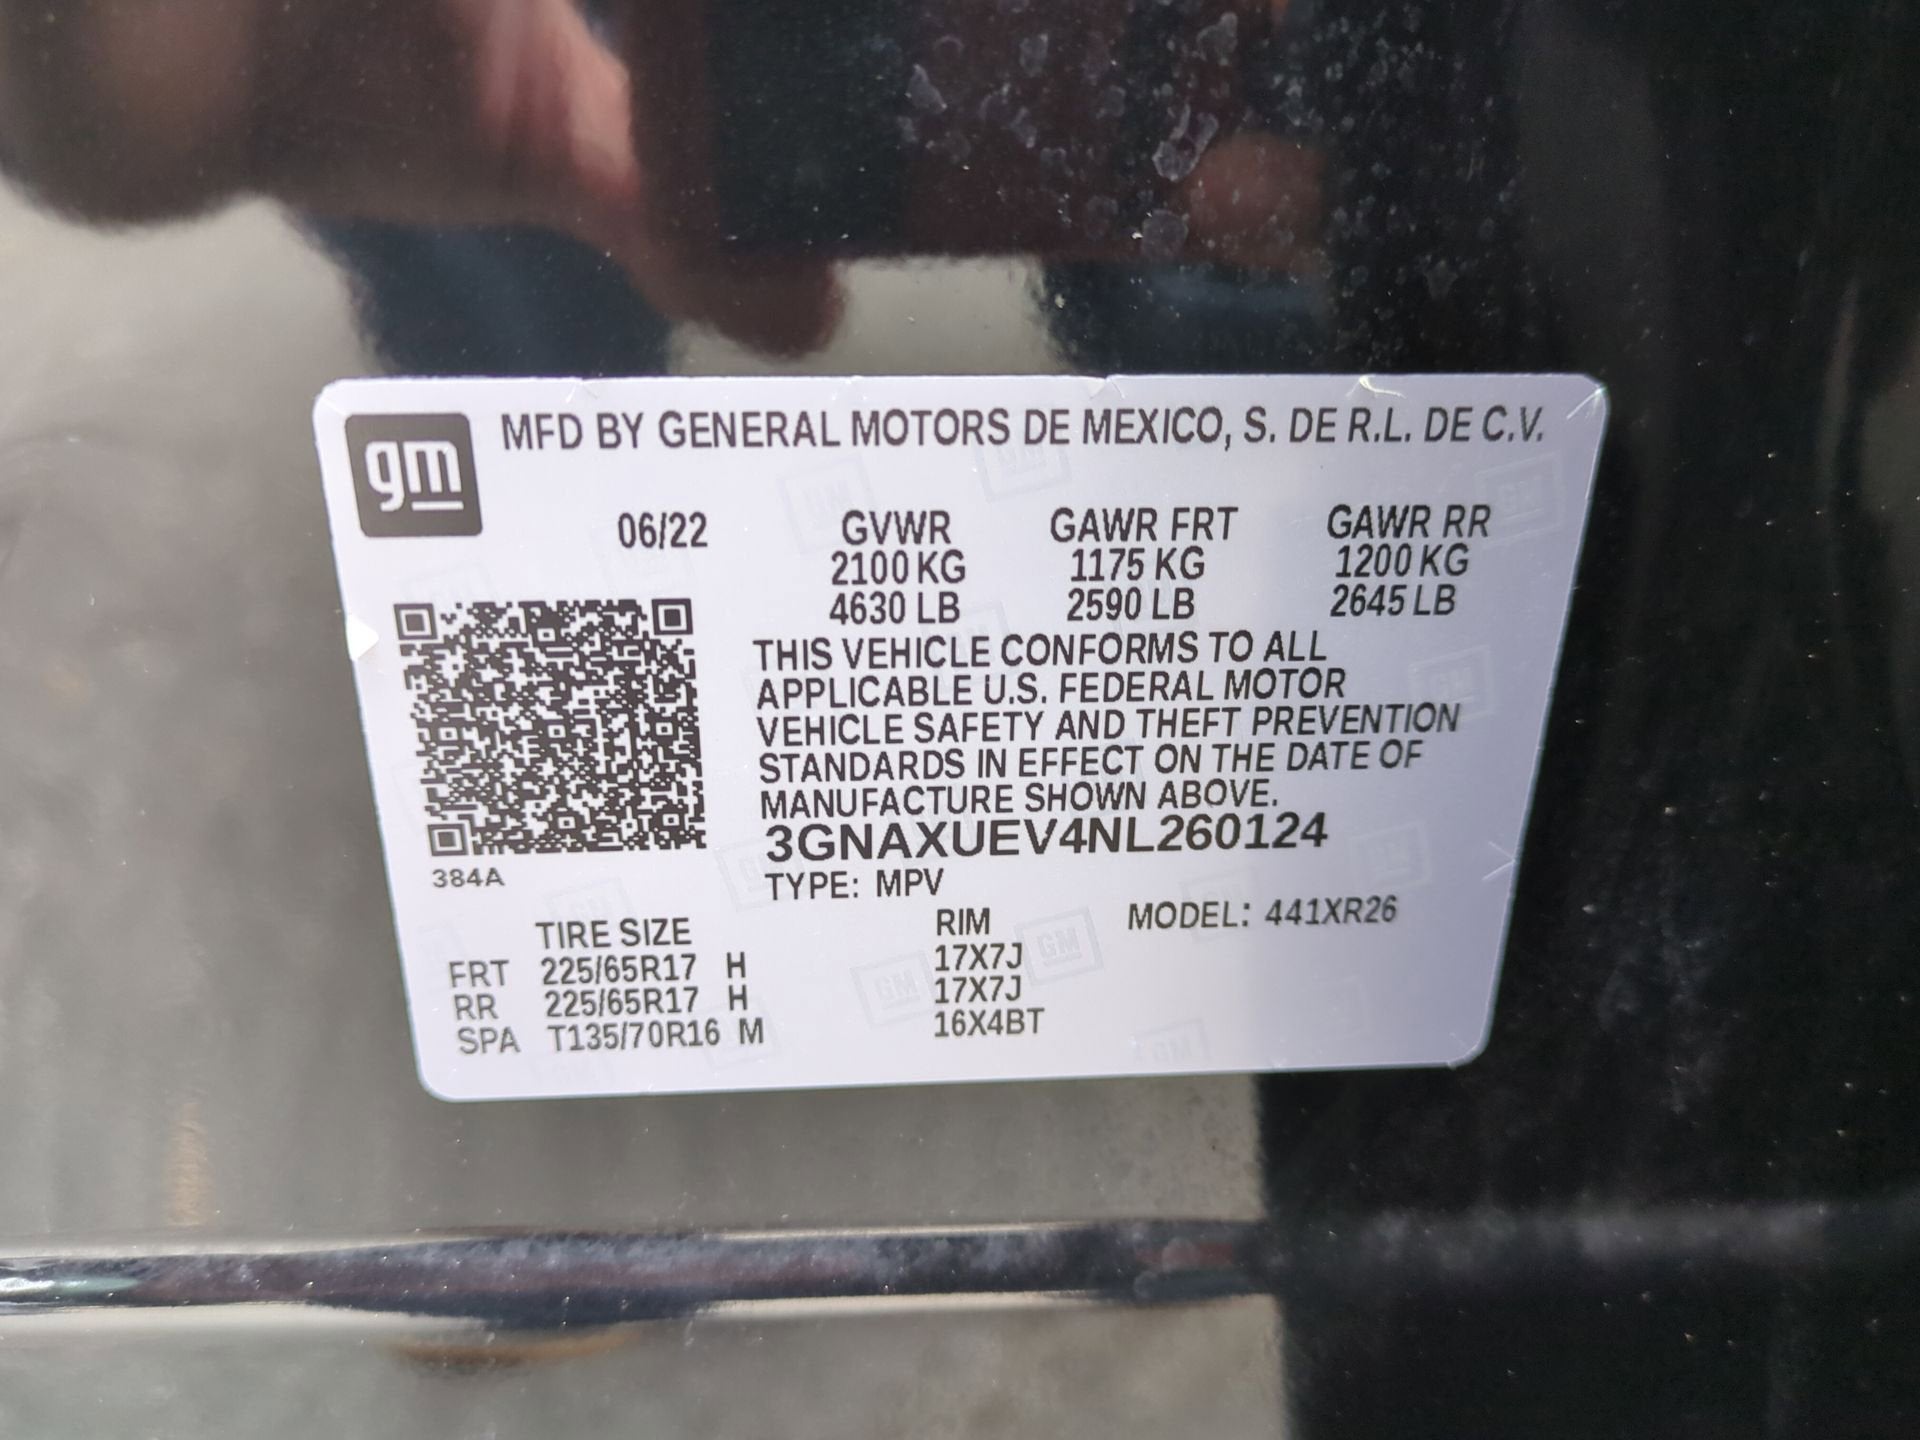 gm
MFD BY GENERAL MOTORS DE MEXICO, S. DE R.L. DE C.V.
06/22 GVWR GAWR FRT GAWR RR
2100 KG 1175 KG 1200 KG
4630 LB 2590 LB 2645 LB
THIS VEHICLE CONFORMS TO ALL
APPLICABLE U.S. FEDERAL MOTOR
VEHICLE SAFETY AND THEFT PREVENTION
STANDARDS IN EFFECT ON THE DATE OF
MANUFACTURE SHOWN ABOVE.
3GNAXUEV4NL260124
384A
TYPE: MPV
TIRE SIZE RIM MODEL: 441XR26
FRT 225/65R17 H 17X7J
RR 225/65R17 H 17X7J
SPA T135/70R16 M 16X4BT